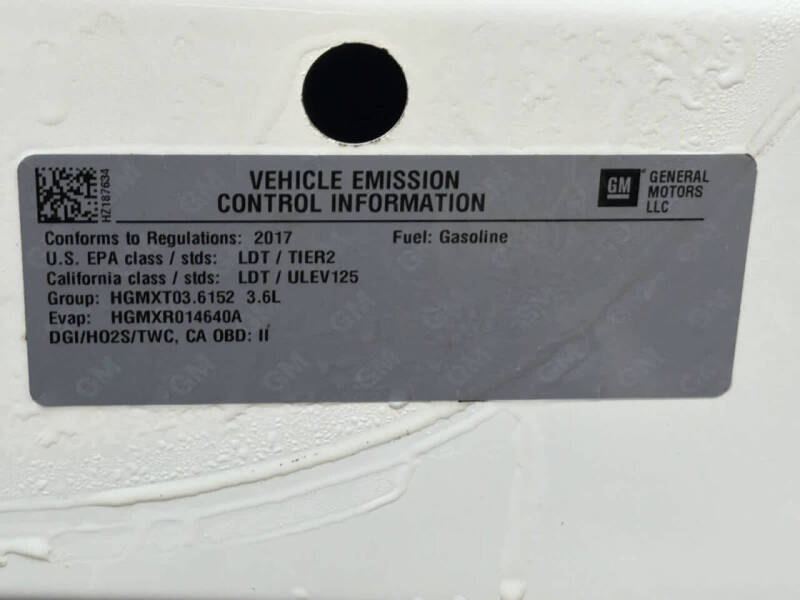 HZ187634
VEHICLE EMISSION
CONTROL INFORMATION
GM
GENERAL
MOTORS
LLC
Conforms to Regulations: 2017 Fuel: Gasoline
U.S. EPA class / stds: LDT / TIER2
California class / stds: LDT / ULEV125
Group: HGMXT03.6152 3.6L
Evap: HGMXR014640A
DGI/HO2S/TWC, CA OBD: II